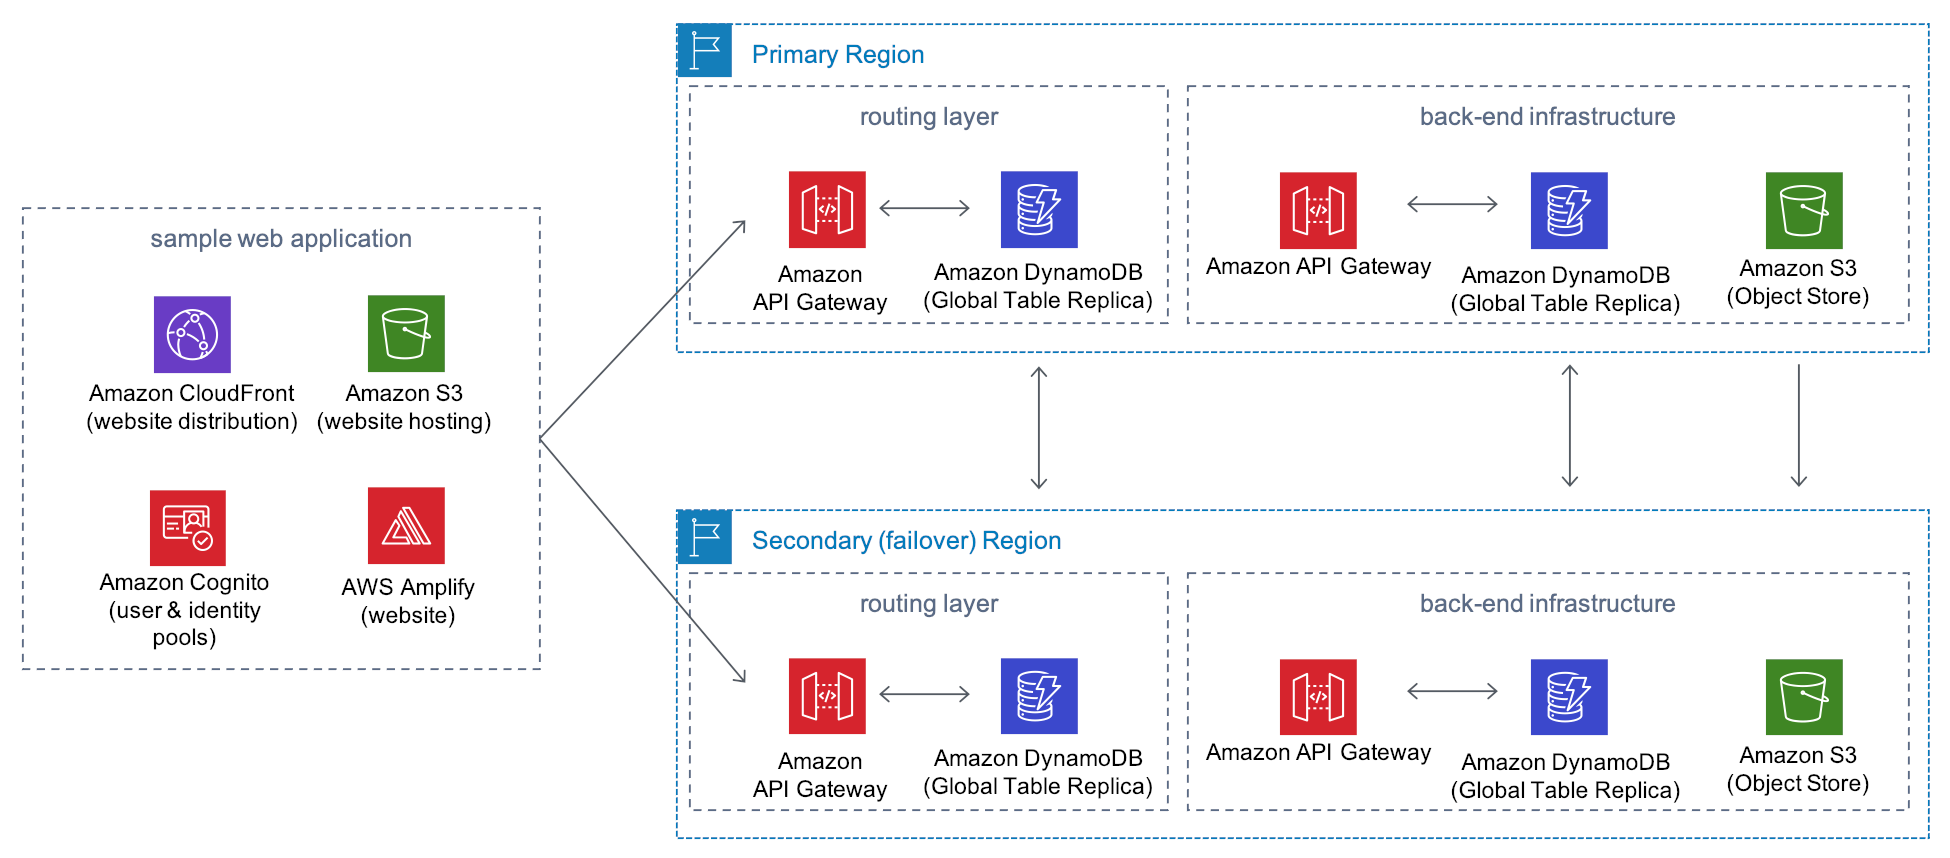 sample web application
Amazon CloudFront
(website distribution)
Amazon S3
(website hosting)
Amazon Cognito
(user & identity
pools)
AWS Amplify
(website)
Primary Region
routing layer
Amazon
API Gateway
Amazon DynamoDB
(Global Table Replica)
back-end infrastructure
Amazon API Gateway
Amazon DynamoDB
(Global Table Replica)
Amazon S3
(Object Store)
Secondary (failover) Region
routing layer
Amazon
API Gateway
Amazon DynamoDB
(Global Table Replica)
back-end infrastructure
Amazon API Gateway
Amazon DynamoDB
(Global Table Replica)
Amazon S3
(Object Store)